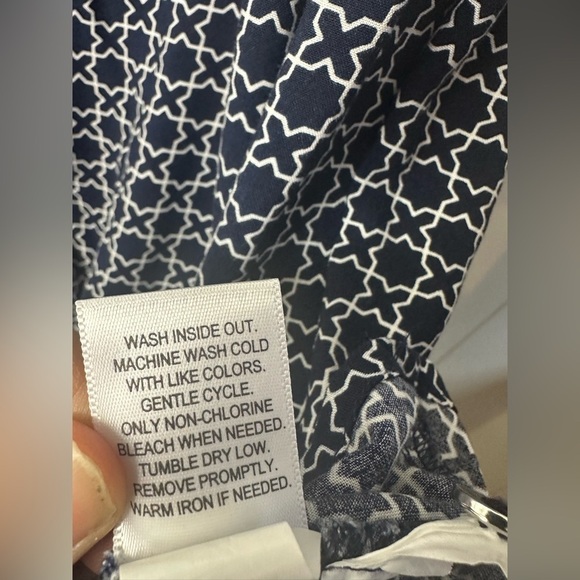 WASH INSIDE OUT.
MACHINE WASH COLD
WITH LIKE COLORS.
GENTLE CYCLE.
ONLY NON-CHLORINE
BLEACH WHEN NEEDED.
TUMBLE DRY LOW.
REMOVE PROMPTLY.
WARM IRON IF NEEDED.